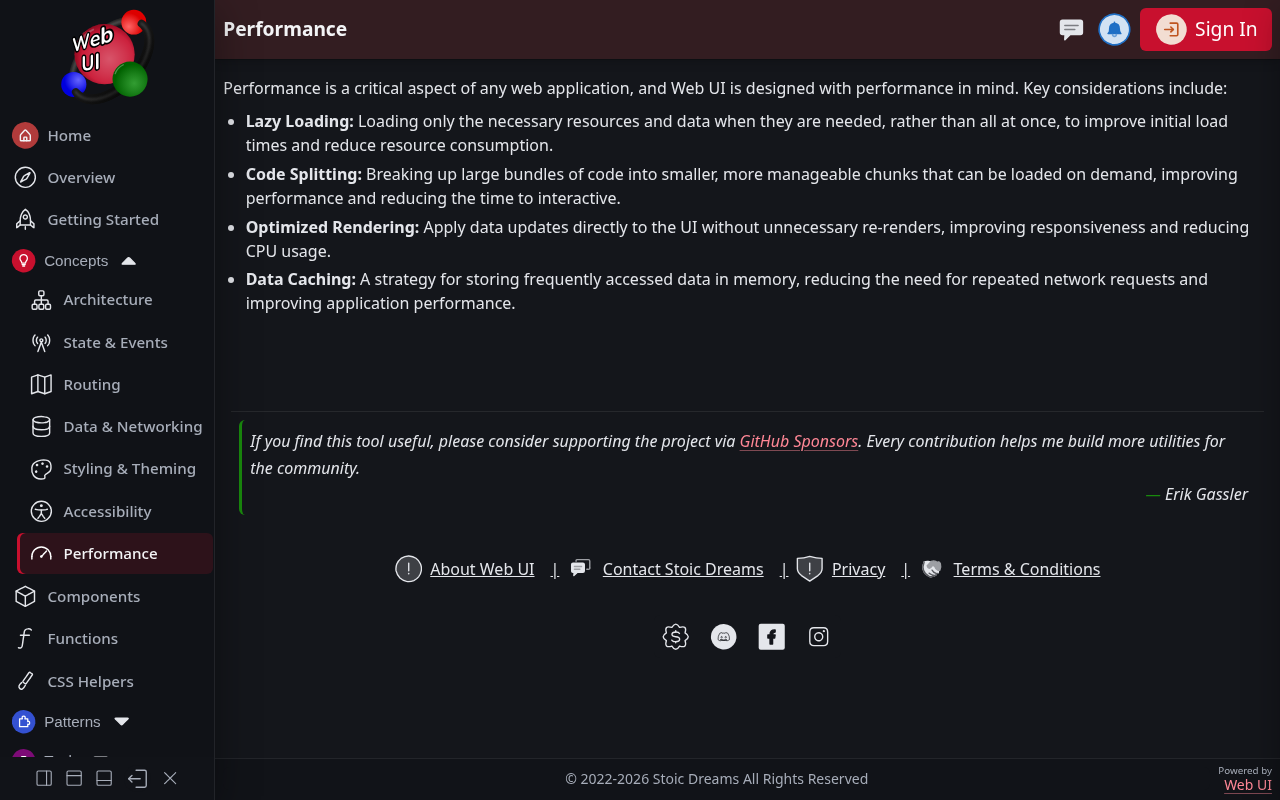 Web
UI
Home
Overview
Getting Started
Concepts
Architecture
State & Events
Routing
Data & Networking
Styling & Theming
Accessibility
Performance
Components
Functions
CSS Helpers
Patterns
Performance
Sign In
Performance is a critical aspect of any web application, and Web UI is designed with performance in mind. Key considerations include:
Lazy Loading: Loading only the necessary resources and data when they are needed, rather than all at once, to improve initial load
times and reduce resource consumption.
Code Splitting: Breaking up large bundles of code into smaller, more manageable chunks that can be loaded on demand, improving
performance and reducing the time to interactive.
Optimized Rendering: Apply data updates directly to the UI without unnecessary re-renders, improving responsiveness and reducing
CPU usage.
Data Caching: A strategy for storing frequently accessed data in memory, reducing the need for repeated network requests and
improving application performance.
If you find this tool useful, please consider supporting the project via GitHub Sponsors. Every contribution helps me build more utilities for
the community.
— Erik Gassler
About Web UI | Contact Stoic Dreams | Privacy | Terms & Conditions
© 2022-2026 Stoic Dreams All Rights Reserved
Powered by
Web UI